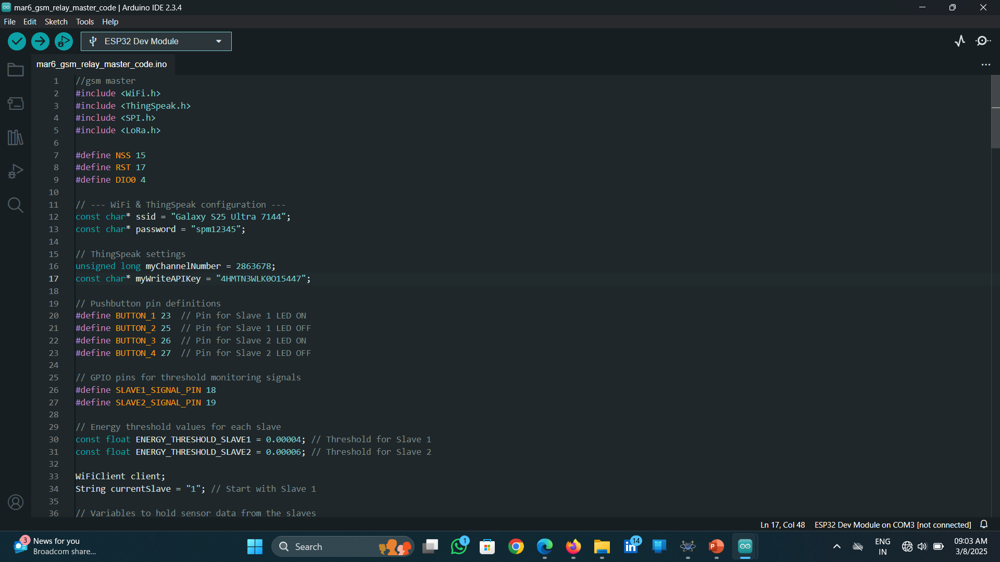 mar6_gsm_relay_master_code | Arduino IDE 2.3.4
File Edit Sketch Tools Help
ESP32 Dev Module
mar6_gsm_relay_master_code.ino
1 //gsm master
2 #include <WiFi.h>
3 #include <ThingSpeak.h>
4 #include <SPI.h>
5 #include <LoRa.h>
6
7 #define NSS 15
8 #define RST 17
9 #define DIO0 4
10
11 // --- WiFi & ThingSpeak configuration ---
12 const char* ssid = "Galaxy S25 Ultra 7144";
13 const char* password = "spm12345";
14
15 // ThingSpeak settings
16 unsigned long myChannelNumber = 2863678;
17 const char* myWriteAPIKey = "4HMTN3WLK0O15447";
18
19 // Pushbutton pin definitions
20 #define BUTTON_1 23 // Pin for Slave 1 LED ON
21 #define BUTTON_2 25 // Pin for Slave 1 LED OFF
22 #define BUTTON_3 26 // Pin for Slave 2 LED ON
23 #define BUTTON_4 27 // Pin for Slave 2 LED OFF
24
25 // GPIO pins for threshold monitoring signals
26 #define SLAVE1_SIGNAL_PIN 18
27 #define SLAVE2_SIGNAL_PIN 19
28
29 // Energy threshold values for each slave
30 const float ENERGY_THRESHOLD_SLAVE1 = 0.00004; // Threshold for Slave 1
31 const float ENERGY_THRESHOLD_SLAVE2 = 0.00006; // Threshold for Slave 2
32
33 WiFiClient client;
34 String currentSlave = "1"; // Start with Slave 1
35
36 // Variables to hold sensor data from the slaves
Ln 17, Col 48 ESP32 Dev Module on COM3 [not connected]
3
News for you
Broadcom share...
Search
1
14
ENG
IN
09:03 AM
3/8/2025